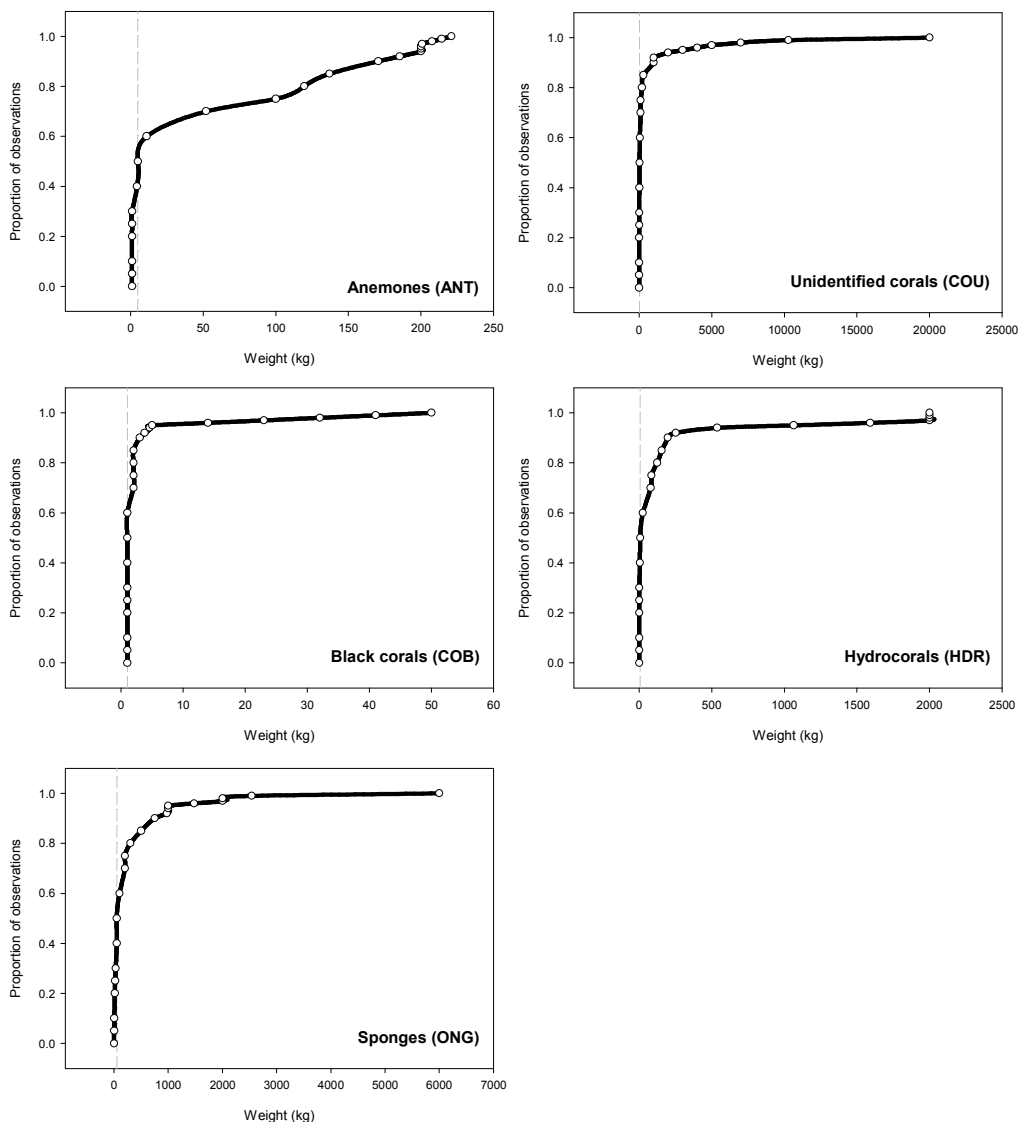 1.0
0.8
0.6
0.4
0.2
0.0
Proportion of observations
Anemones (ANT)
0 50 100 150 200 250
Weight (kg)
1.0
0.8
0.6
0.4
0.2
0.0
Proportion of observations
Unidentified corals (COU)
0 5000 10000 15000 20000 25000
Weight (kg)
1.0
0.8
0.6
0.4
0.2
0.0
Proportion of observations
Black corals (COB)
0 10 20 30 40 50 60
Weight (kg)
1.0
0.8
0.6
0.4
0.2
0.0
Proportion of observations
Hydrocorals (HDR)
0 500 1000 1500 2000 2500
Weight (kg)
1.0
0.8
0.6
0.4
0.2
0.0
Proportion of observations
Sponges (ONG)
0 1000 2000 3000 4000 5000 6000 7000
Weight (kg)